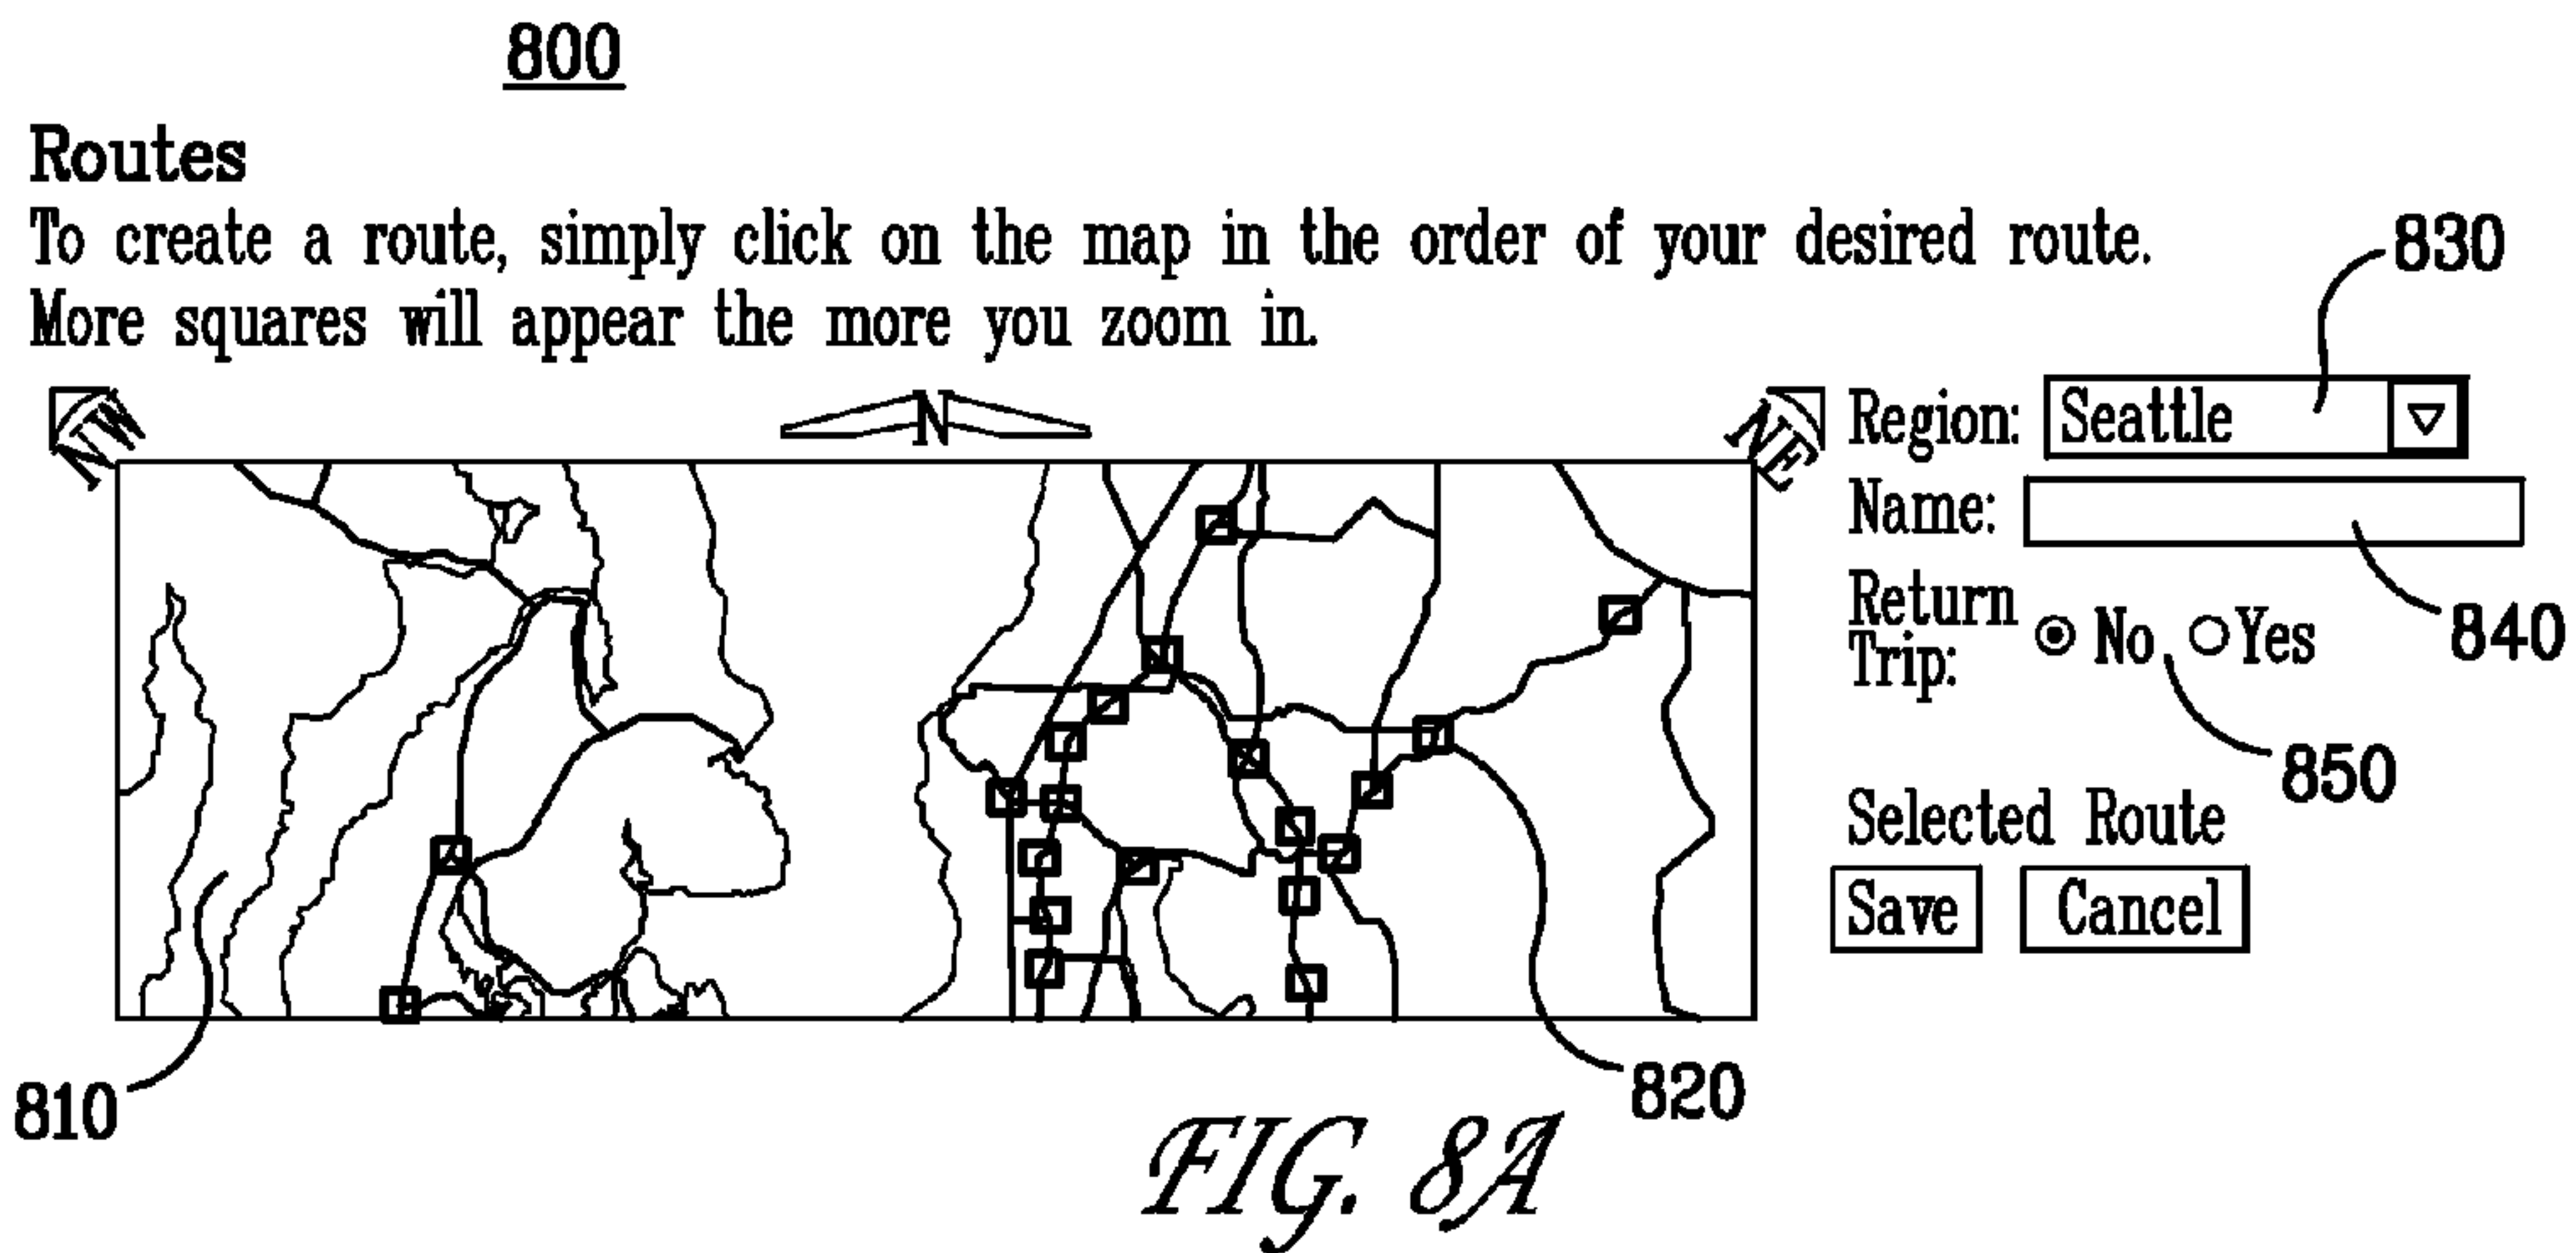 800
Routes
To create a route, simply click on the map in the order of your desired route.
More squares will appear the more you zoom in.
830
NW
N
NE
Region: Seattle
Name:
840
Return
Trip: No Yes
850
Selected Route
Save Cancel
810
820
FIG. 8A